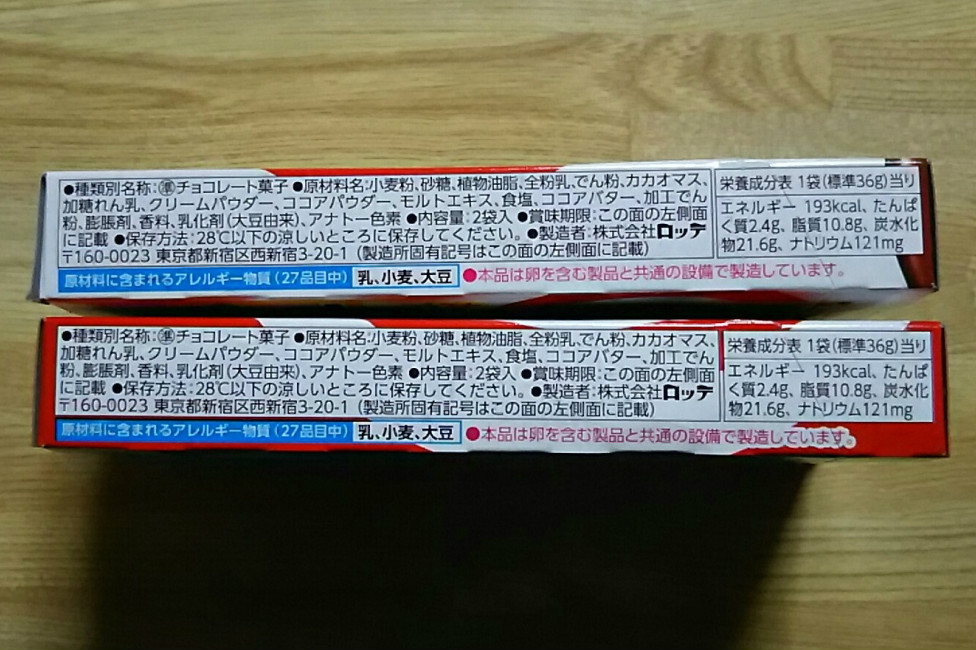 ●種類別名称:㊟チョコレート菓子 ●原材料名:小麦粉、砂糖、植物油脂、全粉乳、でん粉、カカオマス、
加糖れん乳、クリームパウダー、ココアパウダー、モルトエキス、食塩、ココアバター、加工でん
粉、膨脹剤、香料、乳化剤(大豆由来)、アナトー色素 ●内容量:2袋入 ●賞味期限:この面の左側面
に記載 ●保存方法:28℃以下の涼しいところに保存してください。 ●製造者:株式会社ロッテ
〒160-0023 東京都新宿区西新宿3-20-1 (製造所固有記号はこの面の左側面に記載)
原材料に含まれるアレルギー物質(27品目中) 乳、小麦、大豆 ●本品は卵を含む製品と共通の設備で製造しています。
栄養成分表 1袋(標準36g)当り
エネルギー 193kcal、たんぱ
く質2.4g、脂質10.8g、炭水化
物21.6g、ナトリウム121mg
●種類別名称:準チョコレート菓子 ●原材料名:小麦粉、砂糖、植物油脂、全粉乳、でん粉、カカオマス、
加糖れん乳、クリームパウダー、ココアパウダー、モルトエキス、食塩、ココアバター、加工でん
粉、膨脹剤、香料、乳化剤(大豆由来)、アナトー色素 ●内容量:2袋入 ●賞味期限:この面の左側面
に記載 ●保存方法:28℃以下の涼しいところに保存してください。 ●製造者:株式会社ロッテ
〒160-0023 東京都新宿区西新宿3-20-1 (製造所固有記号はこの面の左側面に記載)
原材料に含まれるアレルギー物質(27品目中) 乳、小麦、大豆 ●本品は卵を含む製品と共通の設備で製造しています。
栄養成分表 1袋(標準36g)当り
エネルギー 193kcal、たんぱ
く質2.4g、脂質10.8g、炭水化
物21.6g、ナトリウム121mg